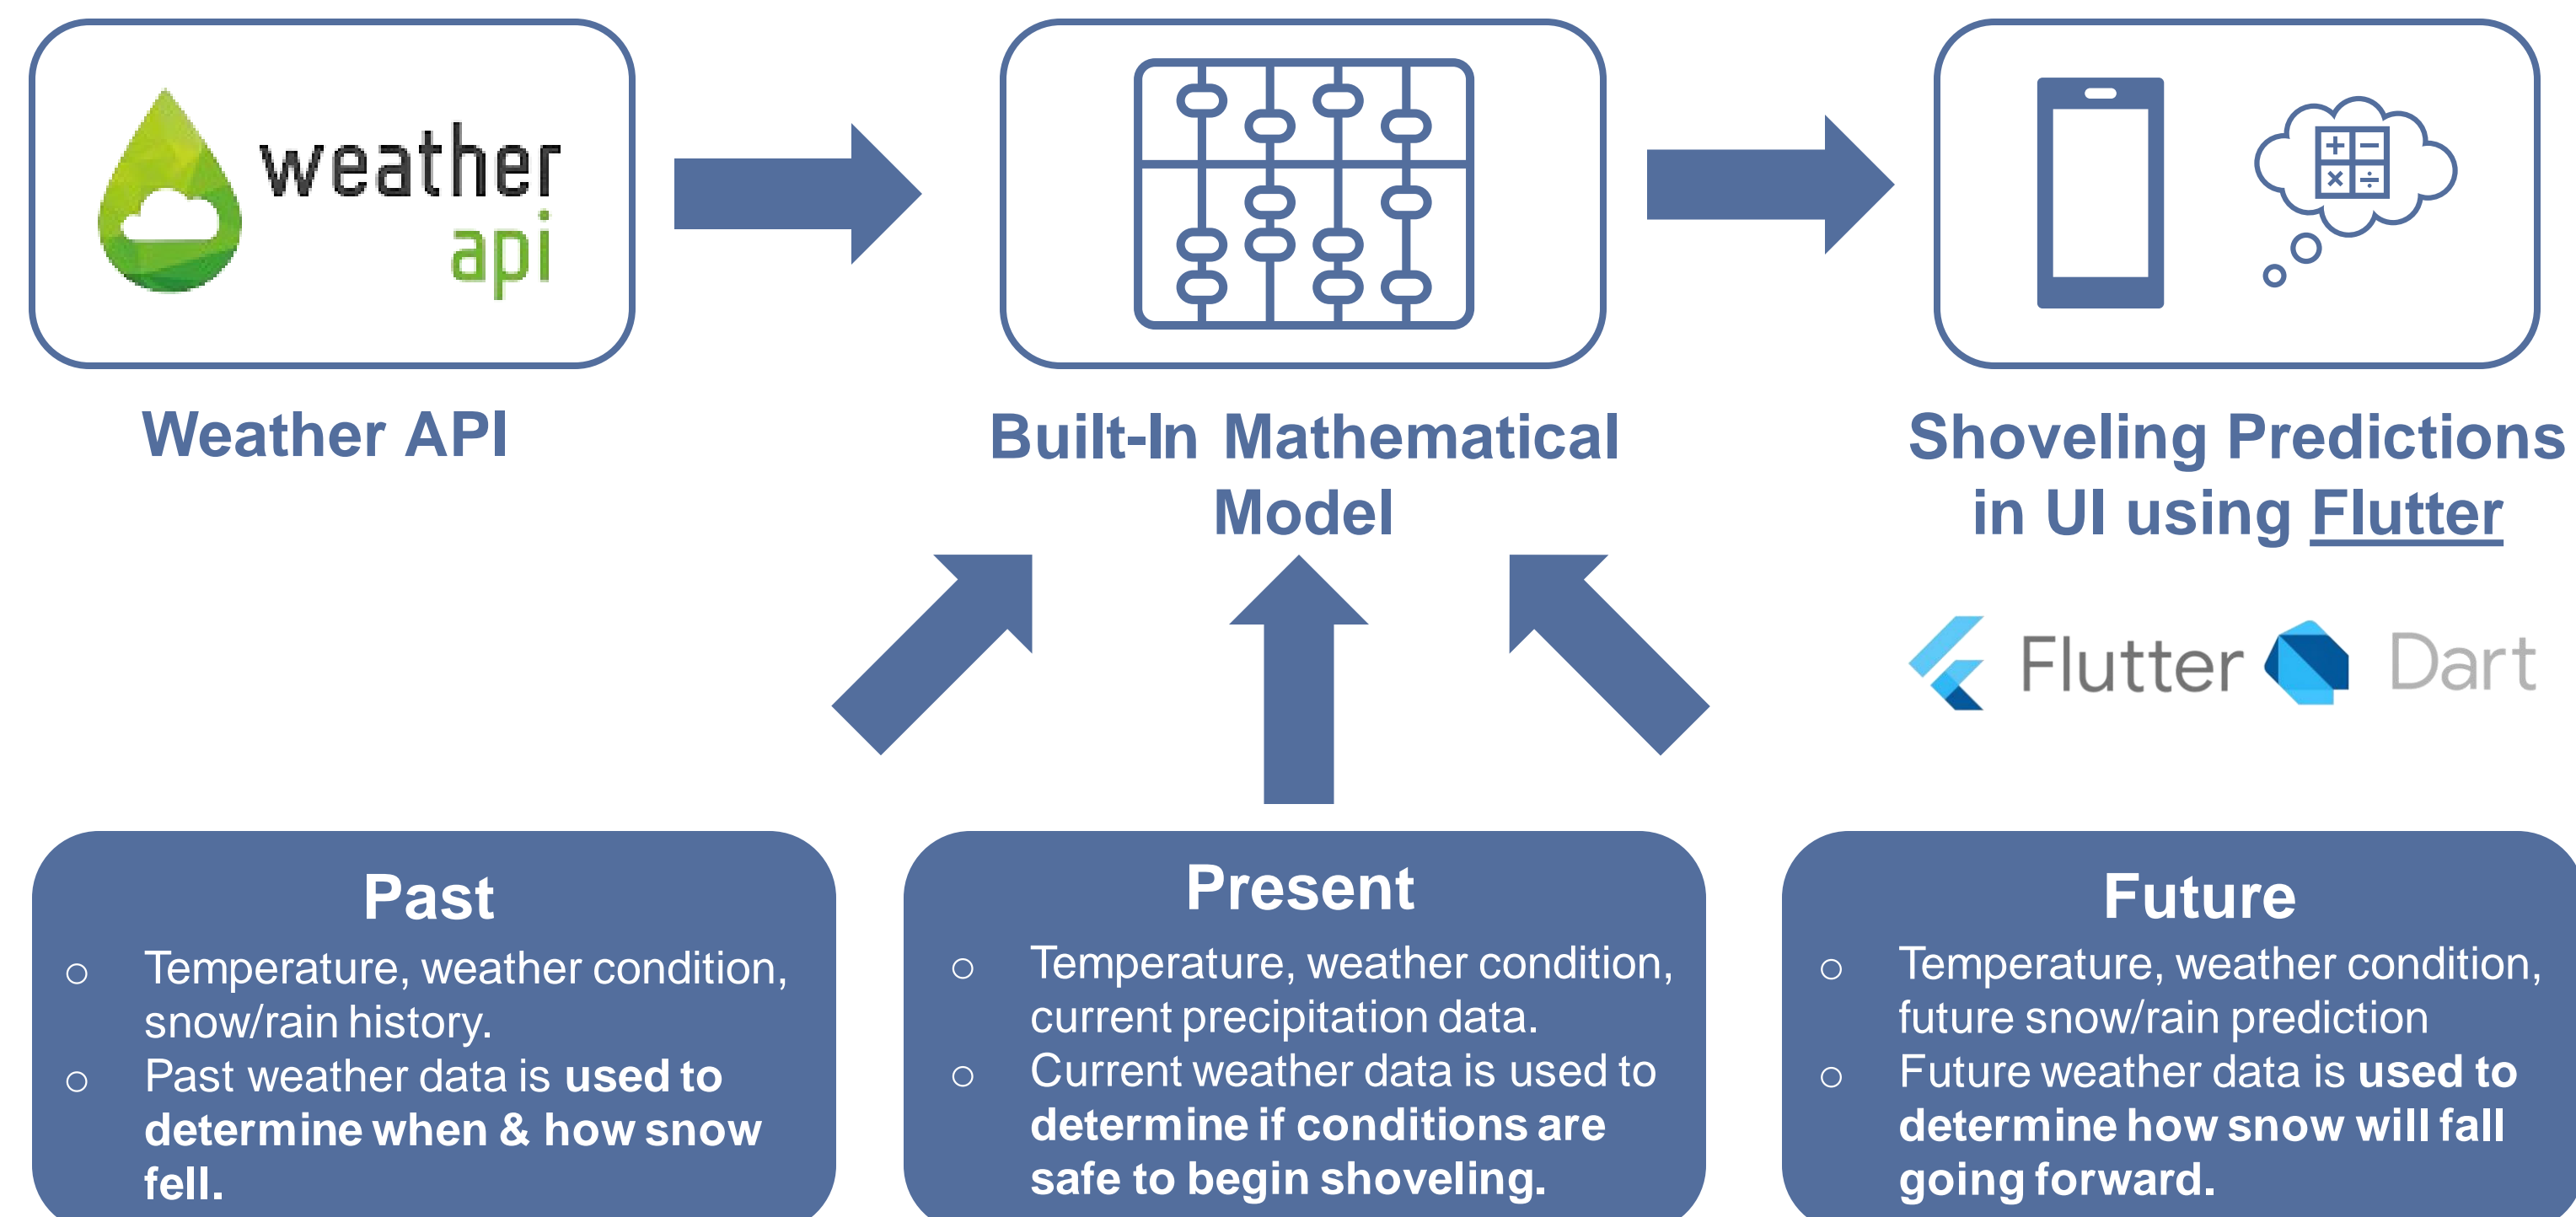 weather
api
Weather API
Built-In Mathematical
Model
Shoveling Predictions
in UI using Flutter
Flutter
Dart
Past
○ Temperature, weather condition,
snow/rain history.
○ Past weather data is used to
determine when & how snow
fell.
Present
○ Temperature, weather condition,
current precipitation data.
○ Current weather data is used to
determine if conditions are
safe to begin shoveling.
Future
○ Temperature, weather condition,
future snow/rain prediction
○ Future weather data is used to
determine how snow will fall
going forward.